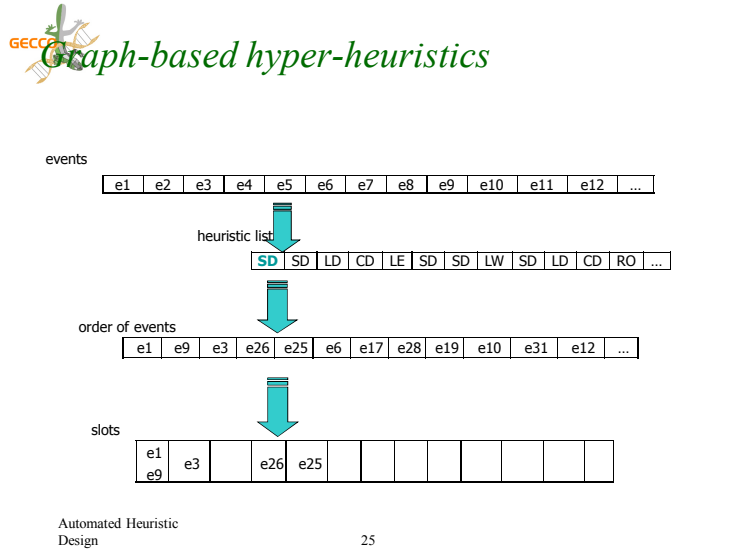 GECCO
Graph-based hyper-heuristics
events
e1 e2 e3 e4 e5 e6 e7 e8 e9 e10 e11 e12 ...
heuristic list
SD SD LD CD LE SD SD LW SD LD CD RO ...
order of events
e1 e9 e3 e26 e25 e6 e17 e28 e19 e10 e31 e12 ...
slots
e1
e9 e3 e26 e25
Automated Heuristic
Design 25